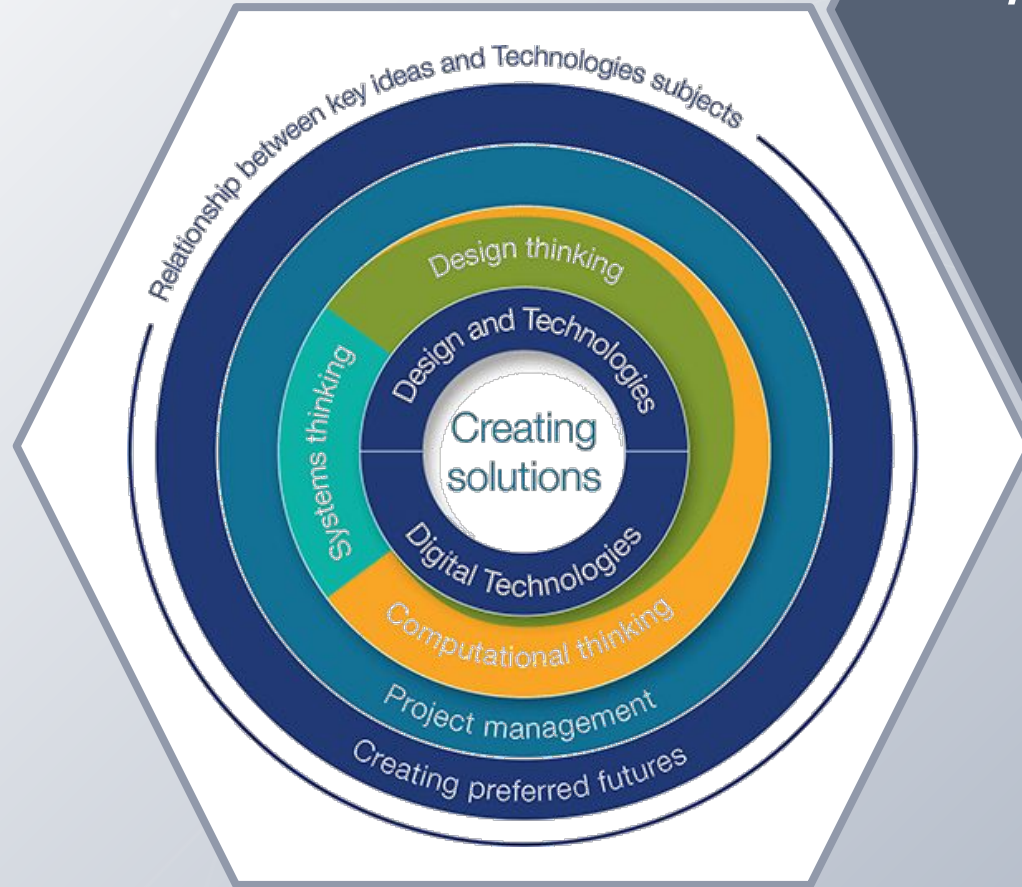 Relationship between key ideas and Technologies subjects
Design thinking
Design and Technologies
Systems thinking
Creating
solutions
Digital Technologies
Computational thinking
Project management
Creating preferred futures